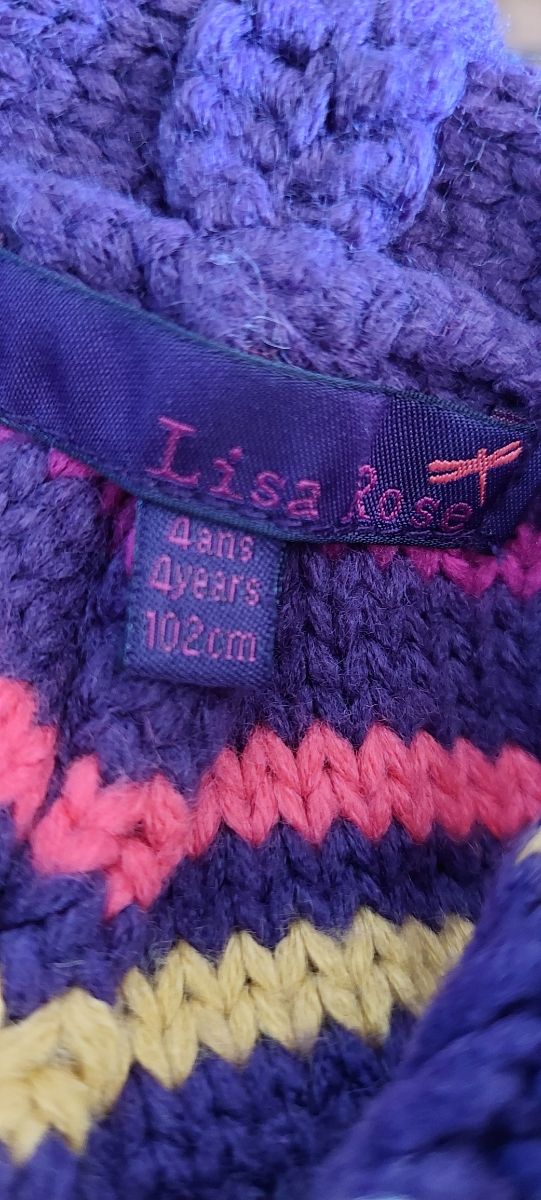 Lisa Rose
4ans
4years
102cm